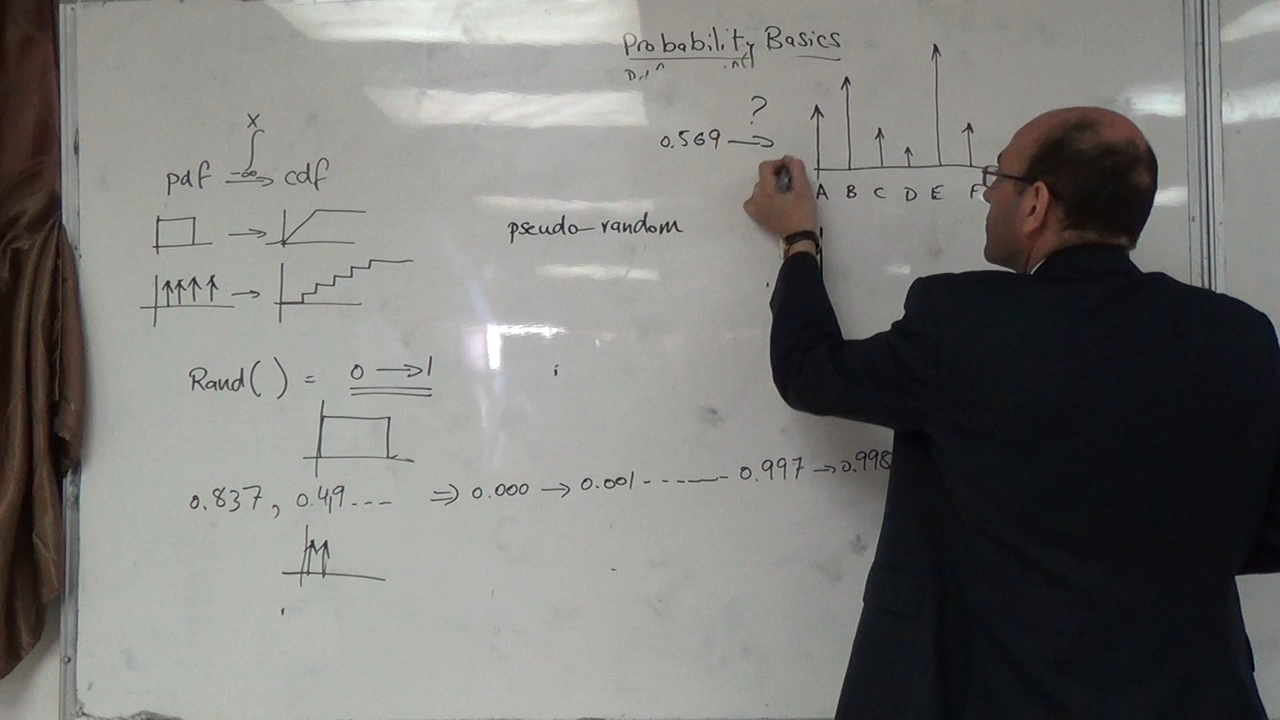 Probability Basics
?
0.569 →
A B C D E F
x
∫
pdf → cdf
-∞
pseudo-random
Rand( ) = 0 → 1
0.837, 0.49--- ⇒ 0.000 → 0.001 ------- 0.997 → 0.998